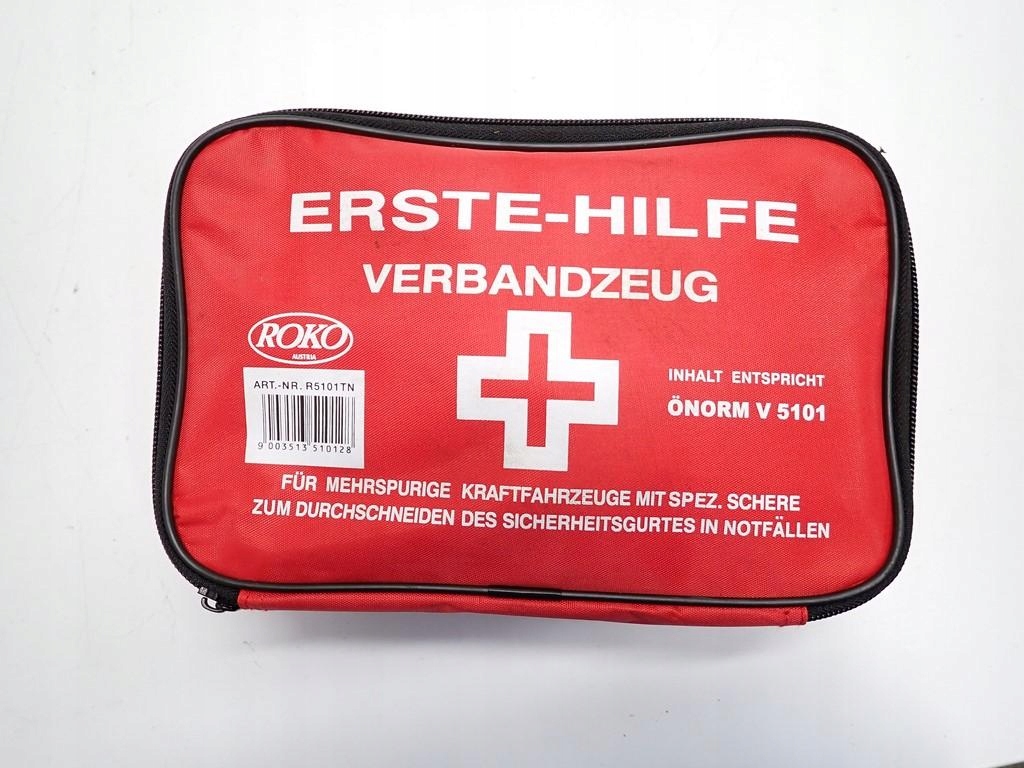 ERSTE-HILFE
VERBANDZEUG
ROKO
AUSTRIA
ART.-NR. R5101TN
9 003513 510128
INHALT ENTSPRICHT
ÖNORM V 5101
FÜR MEHRSPURIGE KRAFTFAHRZEUGE MIT SPEZ. SCHERE
ZUM DURCHSCHNEIDEN DES SICHERHEITSGURTES IN NOTFÄLLEN